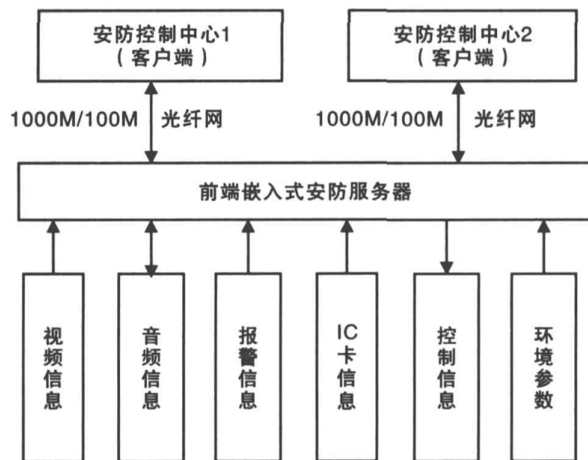 安防控制中心1
（客户端）
安防控制中心2
（客户端）
1000M/100M 光纤网
1000M/100M 光纤网
前端嵌入式安防服务器
视频信息
音频信息
报警信息
IC卡信息
控制信息
环境参数